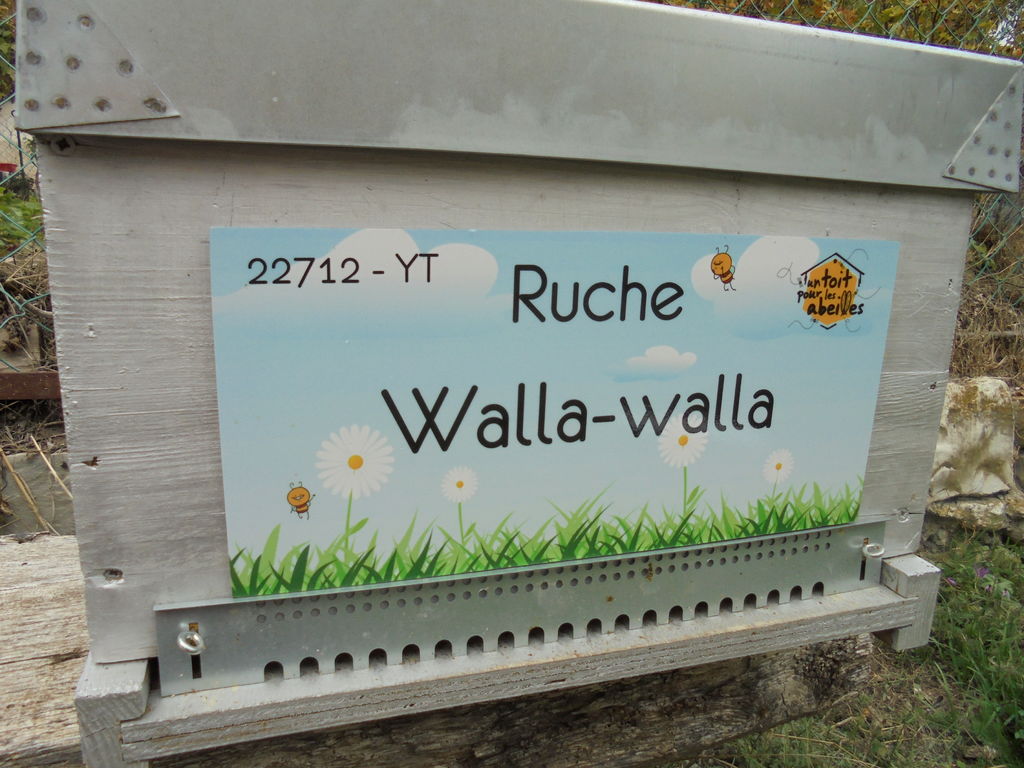 22712 - YT
Ruche
Walla-walla
un toit
pour les
abeilles